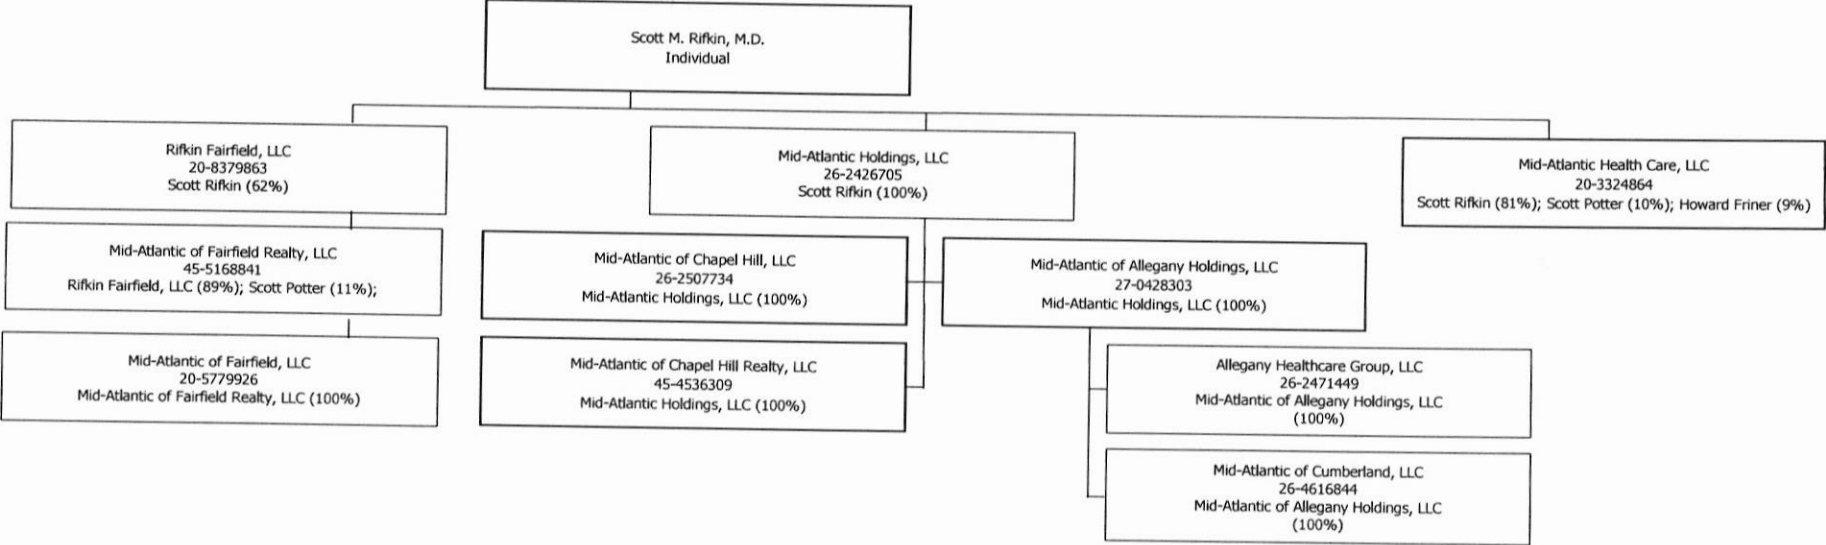 Scott M. Rifkin, M.D.
Individual
Rifkin Fairfield, LLC
20-8379863
Scott Rifkin (62%)
Mid-Atlantic Holdings, LLC
26-2426705
Scott Rifkin (100%)
Mid-Atlantic Health Care, LLC
20-3324864
Scott Rifkin (81%); Scott Potter (10%); Howard Friner (9%)
Mid-Atlantic of Fairfield Realty, LLC
45-5168841
Rifkin Fairfield, LLC (89%); Scott Potter (11%);
Mid-Atlantic of Chapel Hill, LLC
26-2507734
Mid-Atlantic Holdings, LLC (100%)
Mid-Atlantic of Allegany Holdings, LLC
27-0428303
Mid-Atlantic Holdings, LLC (100%)
Mid-Atlantic of Fairfield, LLC
20-5779926
Mid-Atlantic of Fairfield Realty, LLC (100%)
Mid-Atlantic of Chapel Hill Realty, LLC
45-4536309
Mid-Atlantic Holdings, LLC (100%)
Allegany Healthcare Group, LLC
26-2471449
Mid-Atlantic of Allegany Holdings, LLC
(100%)
Mid-Atlantic of Cumberland, LLC
26-4616844
Mid-Atlantic of Allegany Holdings, LLC
(100%)